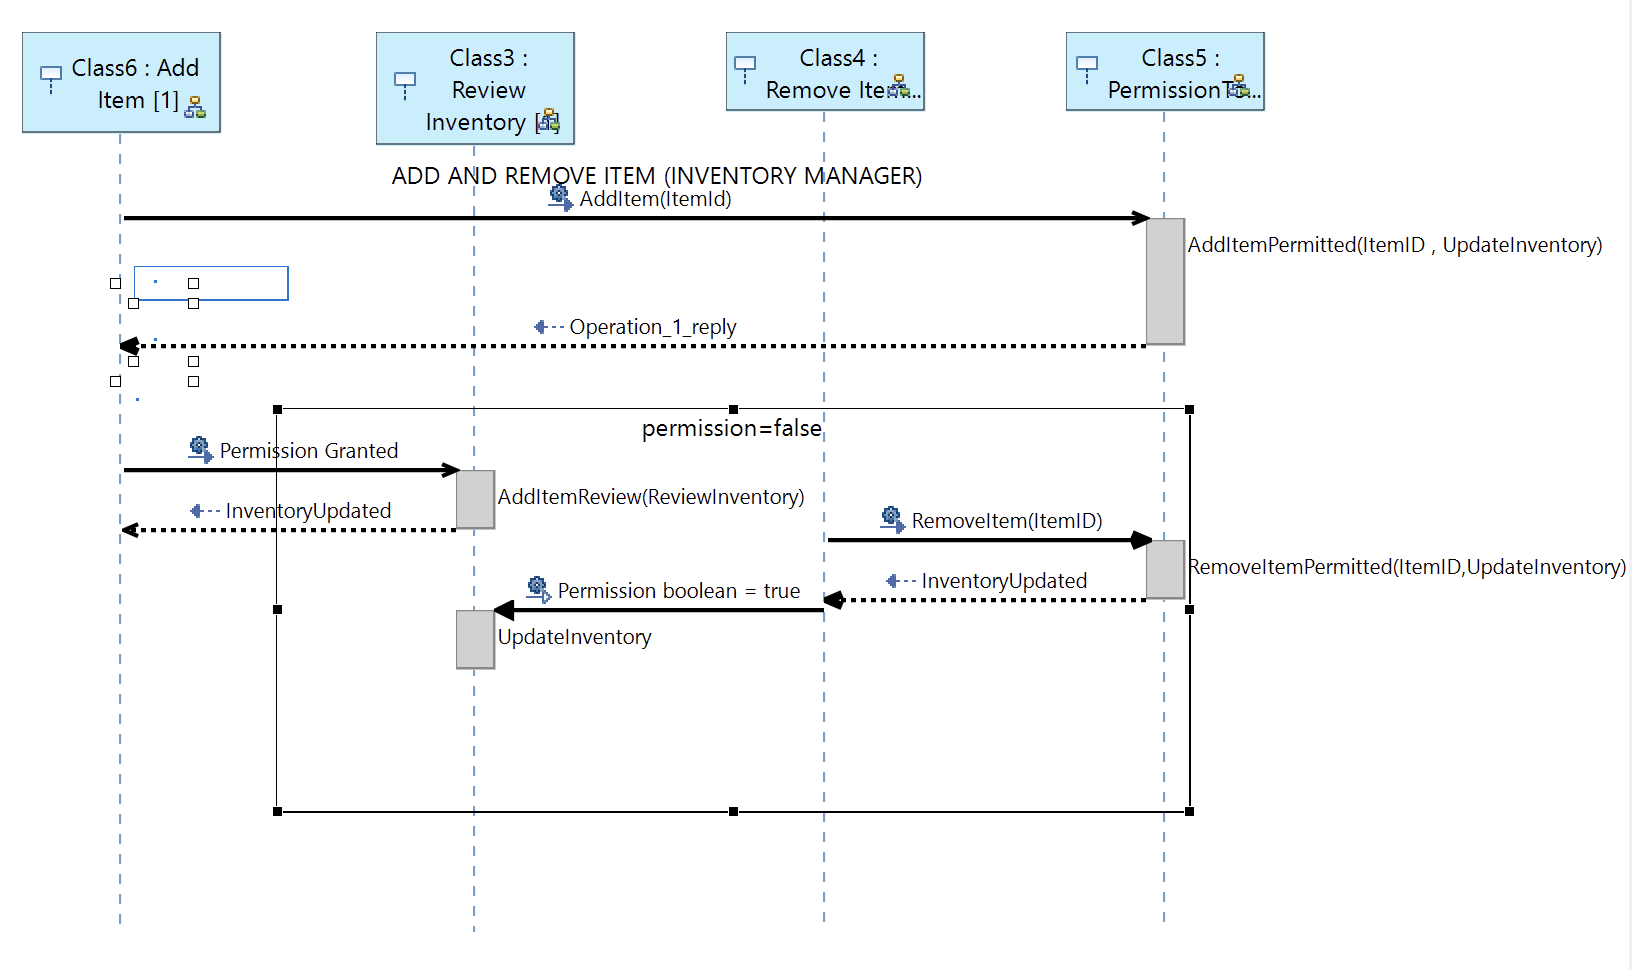 Class6 : Add
Item [1]
Class3 :
Review
Inventory
Class4 :
Remove
Class5 :
ADD AND REMOVE ITEM (INVENTORY MANAGER)
AddItem(ItemId)
AddItemPermitted(ItemID , UpdateInventory)
Operation_1_reply
permission=false
Permission Granted
AddItemReview(ReviewInventory)
InventoryUpdated
RemoveItem(ItemID)
RemoveItemPermitted(ItemID,UpdateInventory)
InventoryUpdated
Permission boolean = true
UpdateInventory